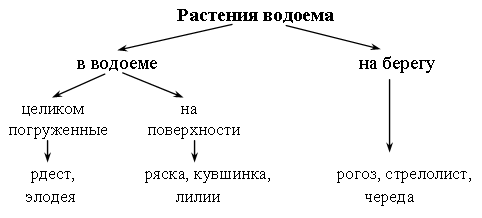 Растения водоема
в водоеме
на берегу
целиком
погруженные
на
поверхности
рдест,
элодея
ряска, кувшинка,
лилии
рогоз, стрелолист,
череда